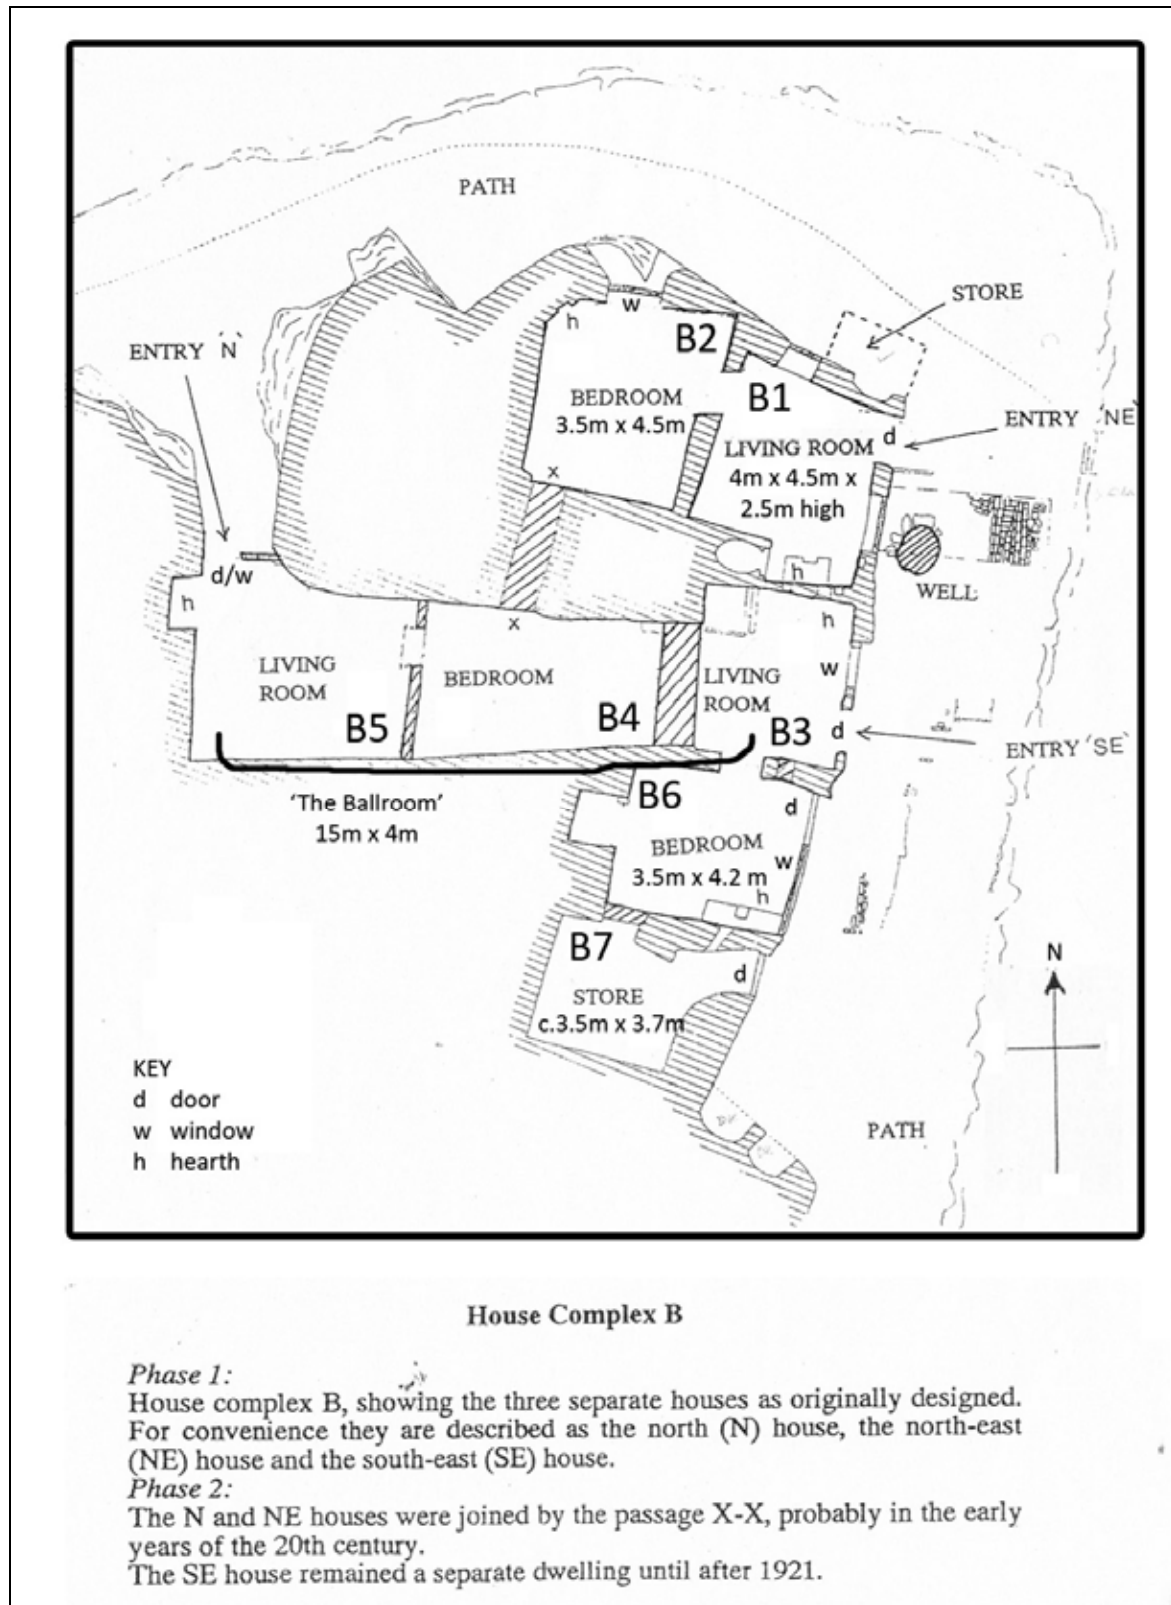 PATH
STORE
ENTRY `N`
h
w
B2
BEDROOM
3.5m x 4.5m
B1
d
ENTRY `NE`
LIVING ROOM
4m x 4.5m x
2.5m high
x
h
WELL
d/w
h
LIVING
ROOM
B5
x
BEDROOM
B4
h
w
LIVING
ROOM
B3
d
ENTRY `SE`
'The Ballroom'
15m x 4m
B6
d
BEDROOM
w
3.5m x 4.2 m
h
B7
d
STORE
c.3.5m x 3.7m
N
PATH
KEY
d door
w window
h hearth
House Complex B
Phase 1:
House complex B, showing the three separate houses as originally designed.
For convenience they are described as the north (N) house, the north-east
(NE) house and the south-east (SE) house.
Phase 2:
The N and NE houses were joined by the passage X-X, probably in the early
years of the 20th century.
The SE house remained a separate dwelling until after 1921.